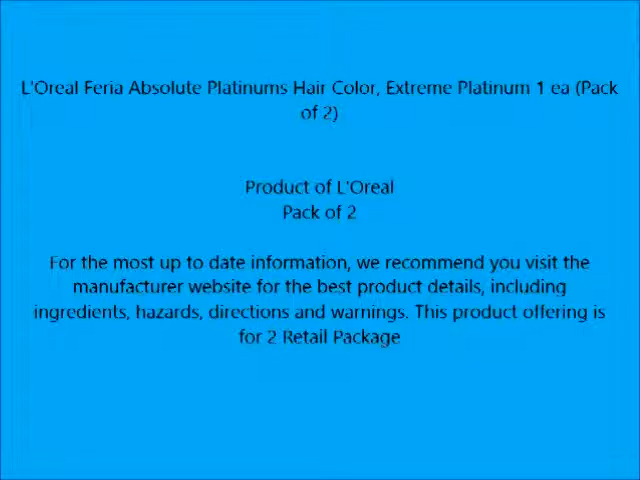 L'Oreal Feria Absolute Platinums Hair Color, Extreme Platinum 1 ea (Pack
of 2)
Product of L'Oreal
Pack of 2
For the most up to date information, we recommend you visit the
manufacturer website for the best product details, including
ingredients, hazards, directions and warnings. This product offering is
for 2 Retail Package